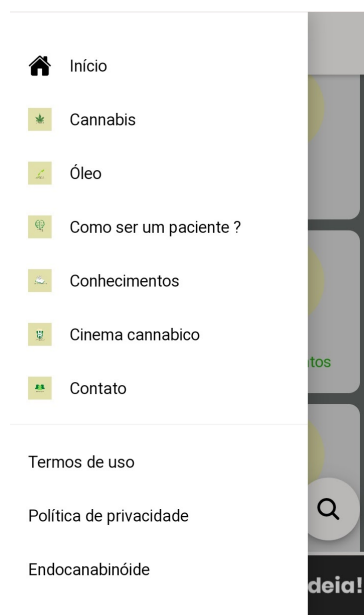 Início
Cannabis
Óleo
Como ser um paciente ?
Conhecimentos
Cinema cannabico
tos
Contato
Termos de uso
Política de privacidade
Endocanabinóide
deia!